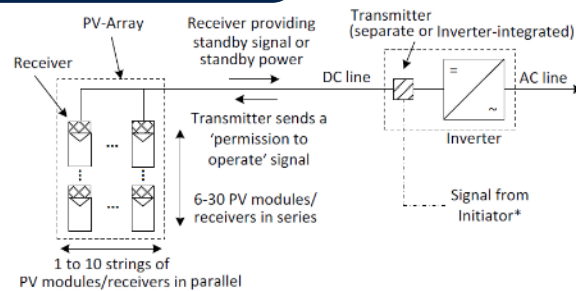 PV-Array
Receiver
Receiver providing
standby signal or
standby power
Transmitter sends a
'permission to
operate' signal
6-30 PV modules/
receivers in series
1 to 10 strings of
PV modules/receivers in parallel
Transmitter
(separate or Inverter-integrated)
DC line
AC line
=
~
Inverter
Signal from
Initiator*
...
...